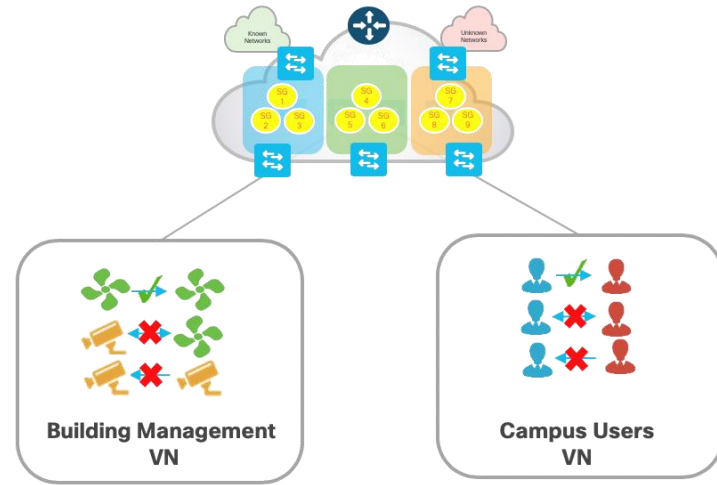 Known
Networks
Unknown
Networks
SG
1
SG
2
SG
3
SG
4
SG
5
SG
6
SG
7
SG
8
SG
9
Building Management
VN
Campus Users
VN